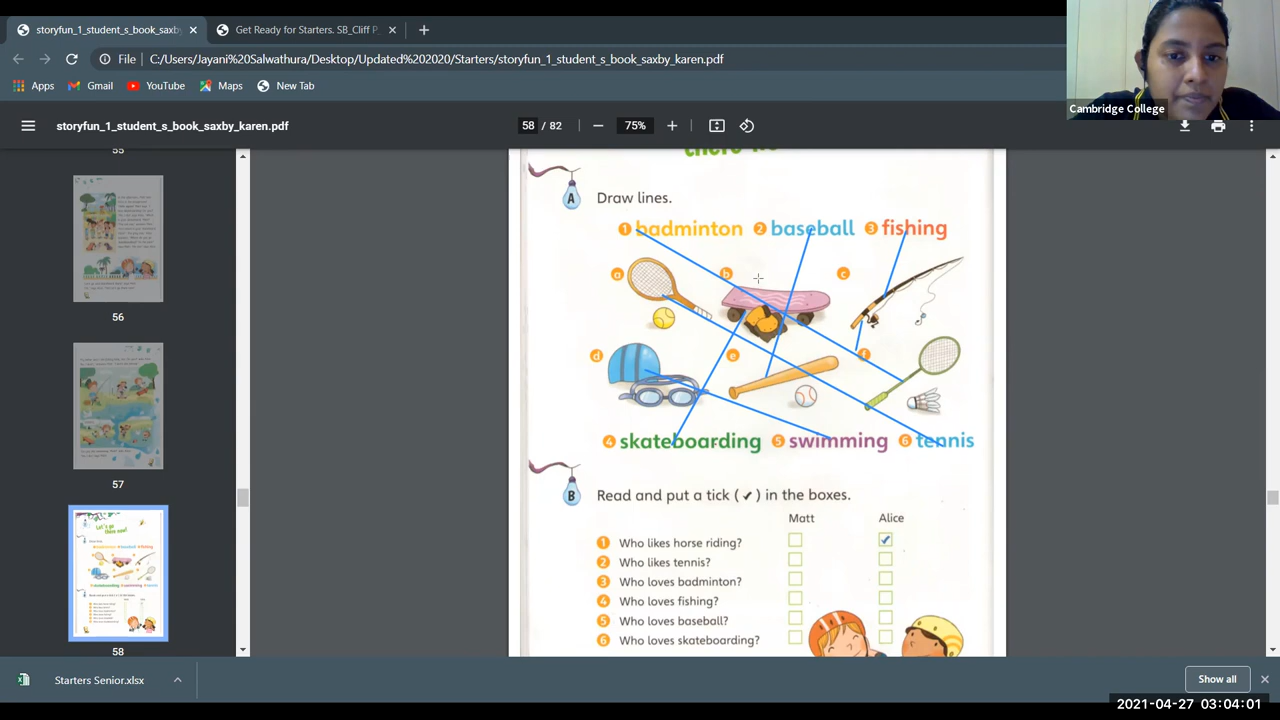 storyfun_1_student_s_book_saxby
Get Ready for Starters. SB_Cliff P
File C:/Users/Jayani%20Salwathura/Desktop/Updated%202020/Starters/storyfun_1_student_s_book_saxby_karen.pdf
Apps Gmail YouTube Maps New Tab
Cambridge College
storyfun_1_student_s_book_saxby_karen.pdf
58 / 82
75%
55
56
57
58
A Draw lines.
1 badminton 2 baseball 3 fishing
a b c
d e f
4 skateboarding 5 swimming 6 tennis
B Read and put a tick (✔) in the boxes.
Matt Alice
1 Who likes horse riding?
2 Who likes tennis?
3 Who loves badminton?
4 Who loves fishing?
5 Who loves baseball?
6 Who loves skateboarding?
Starters Senior.xlsx
Show all
2021-04-27 03:04:01